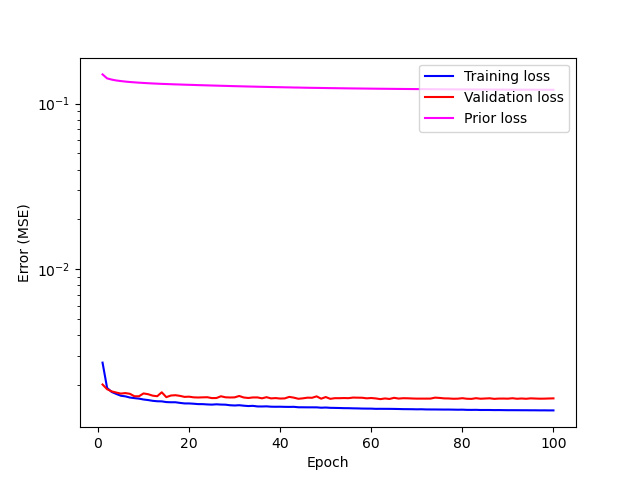 Training loss
Validation loss
Prior loss
10⁻¹
10⁻²
Error (MSE)
0 20 40 60 80 100
Epoch